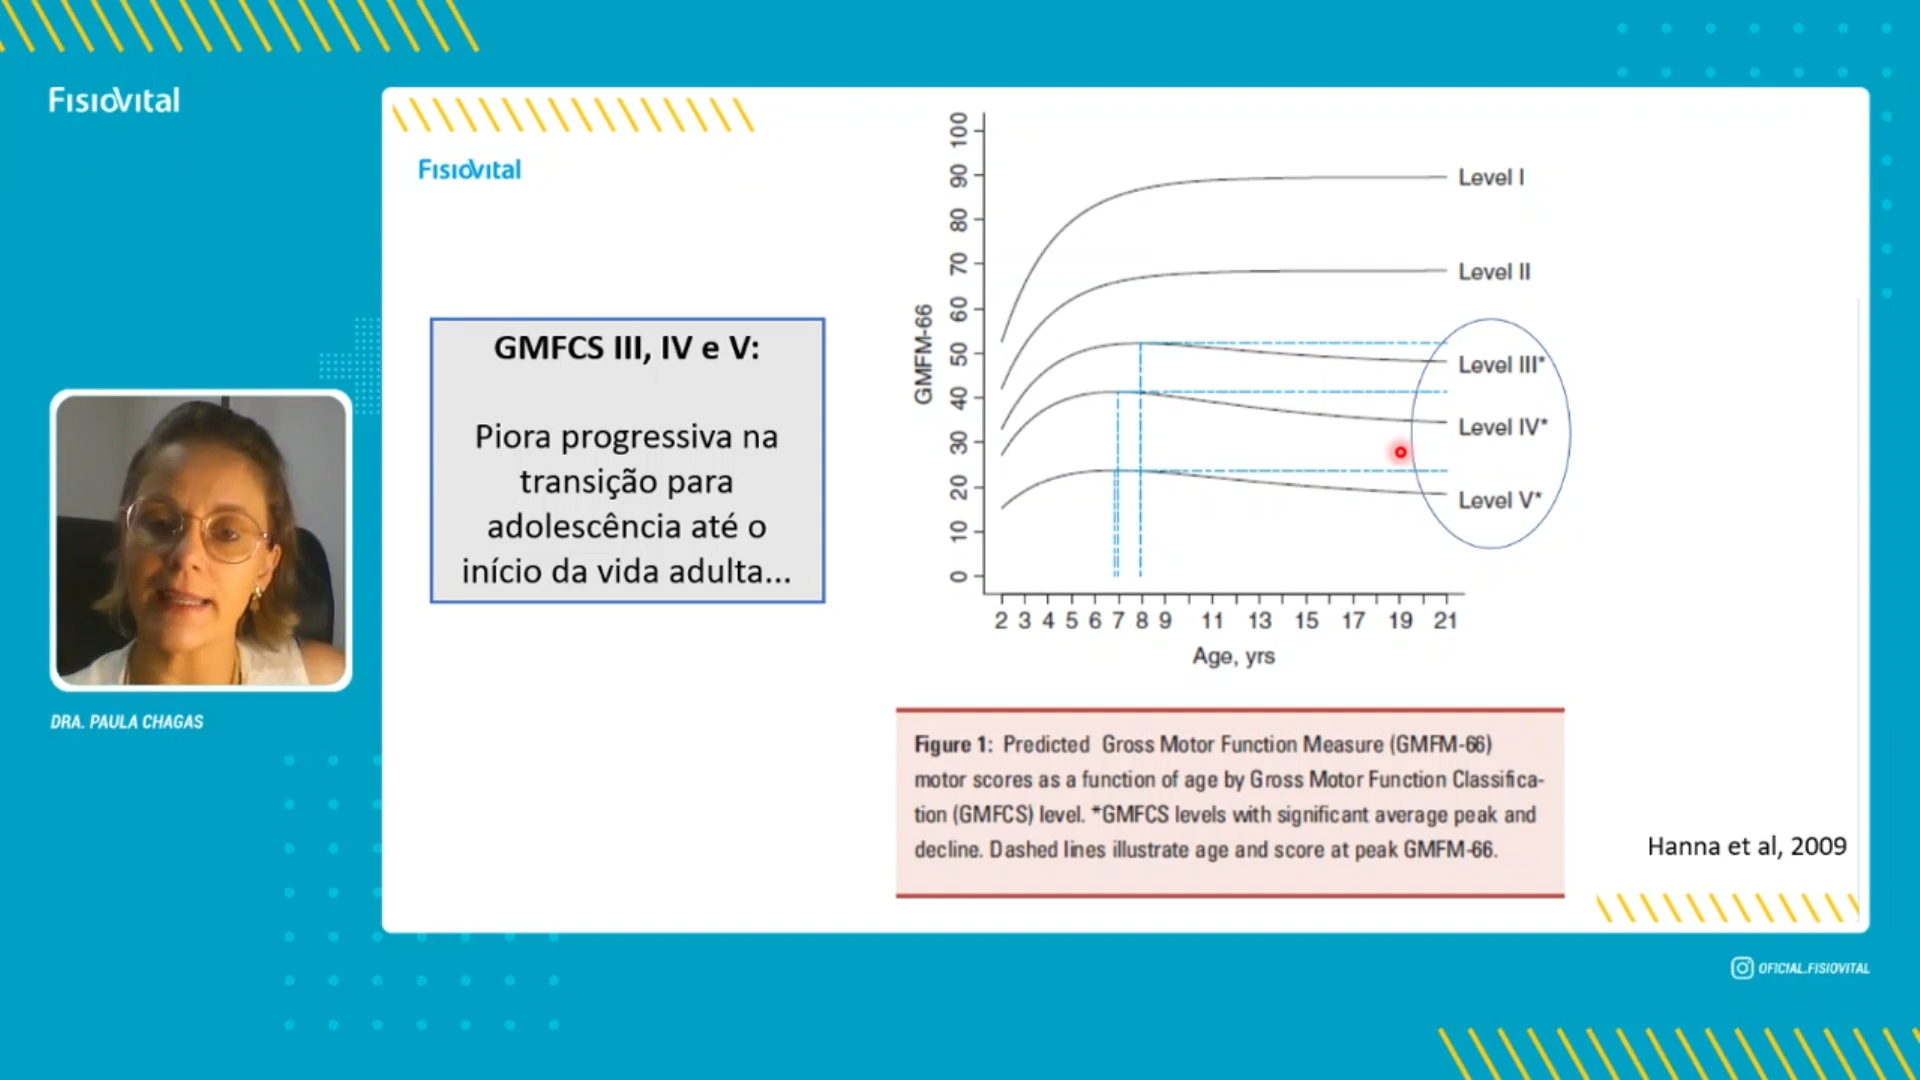 FisioVital
FisioVital
GMFCS III, IV e V:
Piora progressiva na
transição para
adolescência até o
início da vida adulta...
DRA. PAULA CHAGAS
GMFM-66
100
90
80
70
60
50
40
30
20
10
0
Level I
Level II
Level III*
Level IV*
Level V*
2 3 4 5 6 7 8 9 11 13 15 17 19 21
Age, yrs
Figure 1: Predicted Gross Motor Function Measure (GMFM-66)
motor scores as a function of age by Gross Motor Function Classifica-
tion (GMFCS) level. *GMFCS levels with significant average peak and
decline. Dashed lines illustrate age and score at peak GMFM-66.
Hanna et al, 2009
OFICIAL.FISIOVITAL